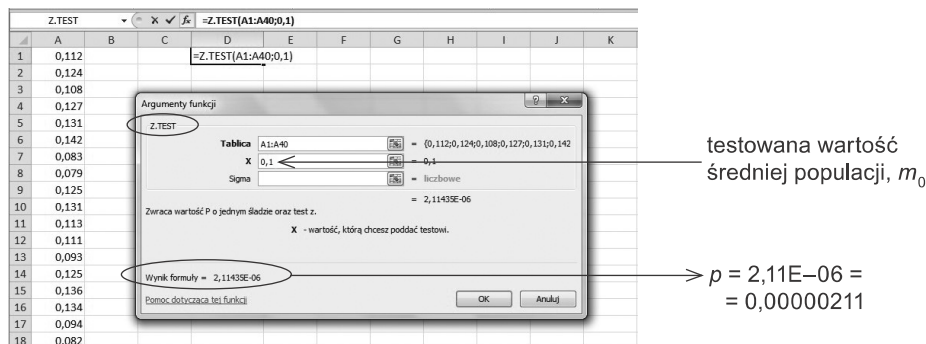 Z.TEST fx =Z.TEST(A1:A40;0,1)
A B C D E F G H I J K
1 0,112 =Z.TEST(A1:A40;0,1)
2 0,124
3 0,108
4 0,127
5 0,131
6 0,142
7 0,083
8 0,079
9 0,125
10 0,131
11 0,113
12 0,111
13 0,093
14 0,125
15 0,136
16 0,134
17 0,094
18 0,082
Argumenty funkcji
Z.TEST
Tablica A1:A40 = {0,112;0,124;0,108;0,127;0,131;0,142
X 0,1 = 0,1
Sigma = liczbowe
= 2,11435E-06
Zwraca wartość P o jednym śladzie oraz test z.
X - wartość, którą chcesz poddać testowi.
Wynik formuły = 2,11435E-06
Pomoc dotycząca tej funkcji
OK Anuluj
testowana wartość
średniej populacji, m0
p = 2,11E–06 =
= 0,00000211